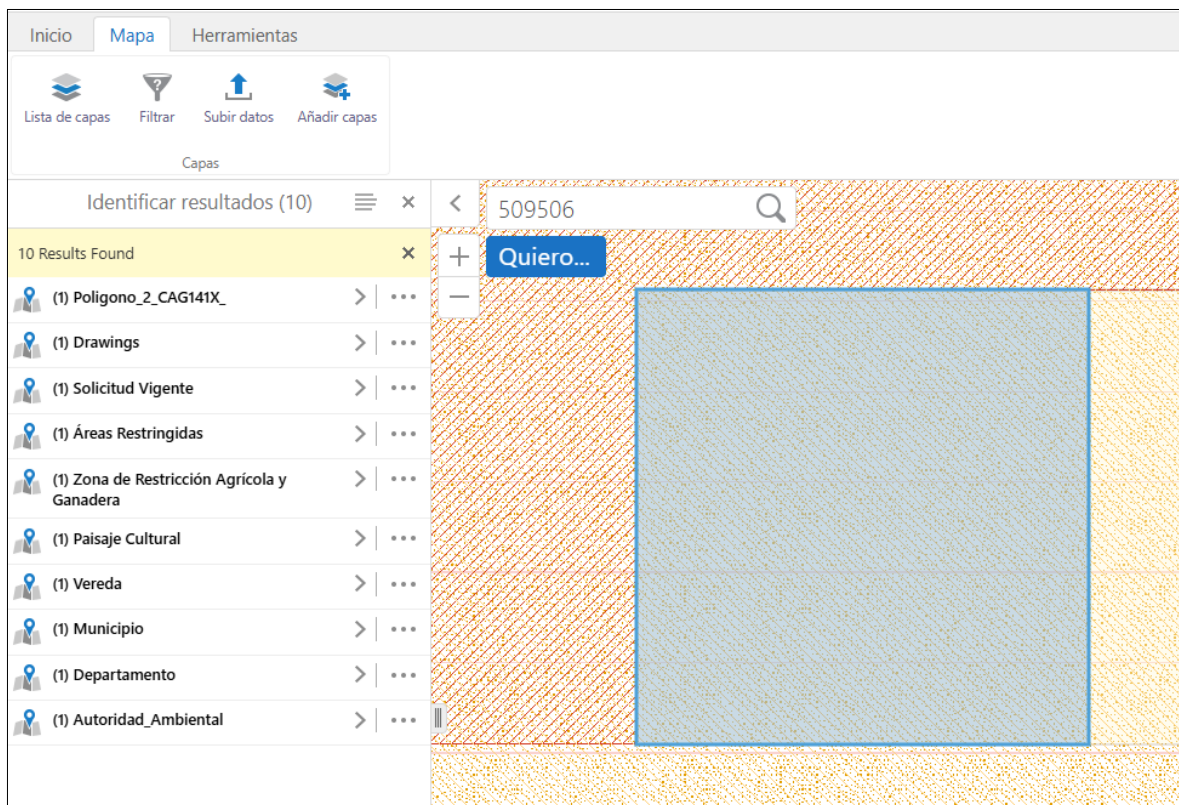 Inicio Mapa Herramientas
Lista de capas Filtrar Subir datos Añadir capas
Capas
Identificar resultados (10)
509506
10 Results Found
Quiero...
(1) Poligono_2_CAG141X_
(1) Drawings
(1) Solicitud Vigente
(1) Áreas Restringidas
(1) Zona de Restricción Agrícola y
Ganadera
(1) Paisaje Cultural
(1) Vereda
(1) Municipio
(1) Departamento
(1) Autoridad_Ambiental